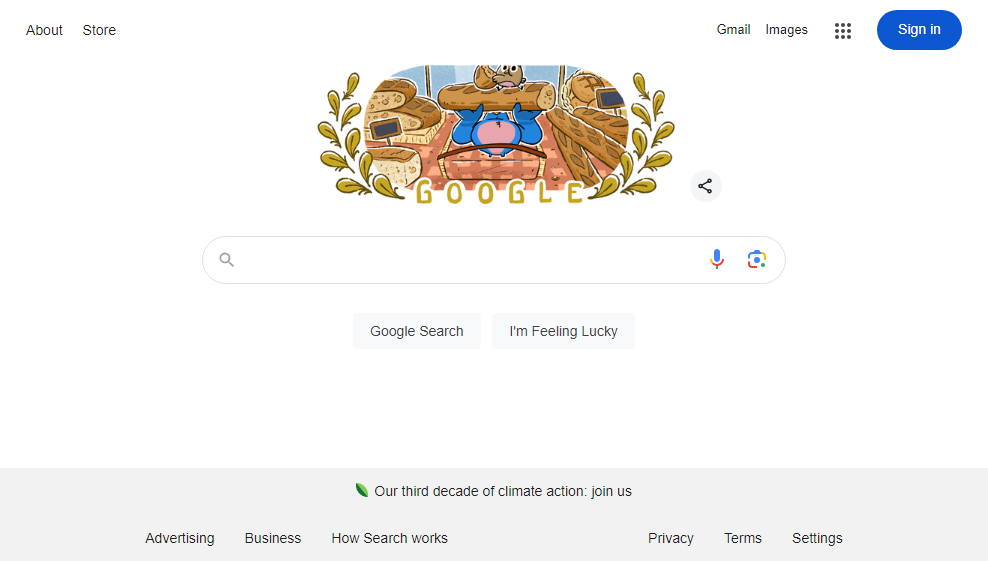 About Store Gmail Images Sign in
GOOGLE
Google Search I'm Feeling Lucky
Our third decade of climate action: join us
Advertising Business How Search works Privacy Terms Settings